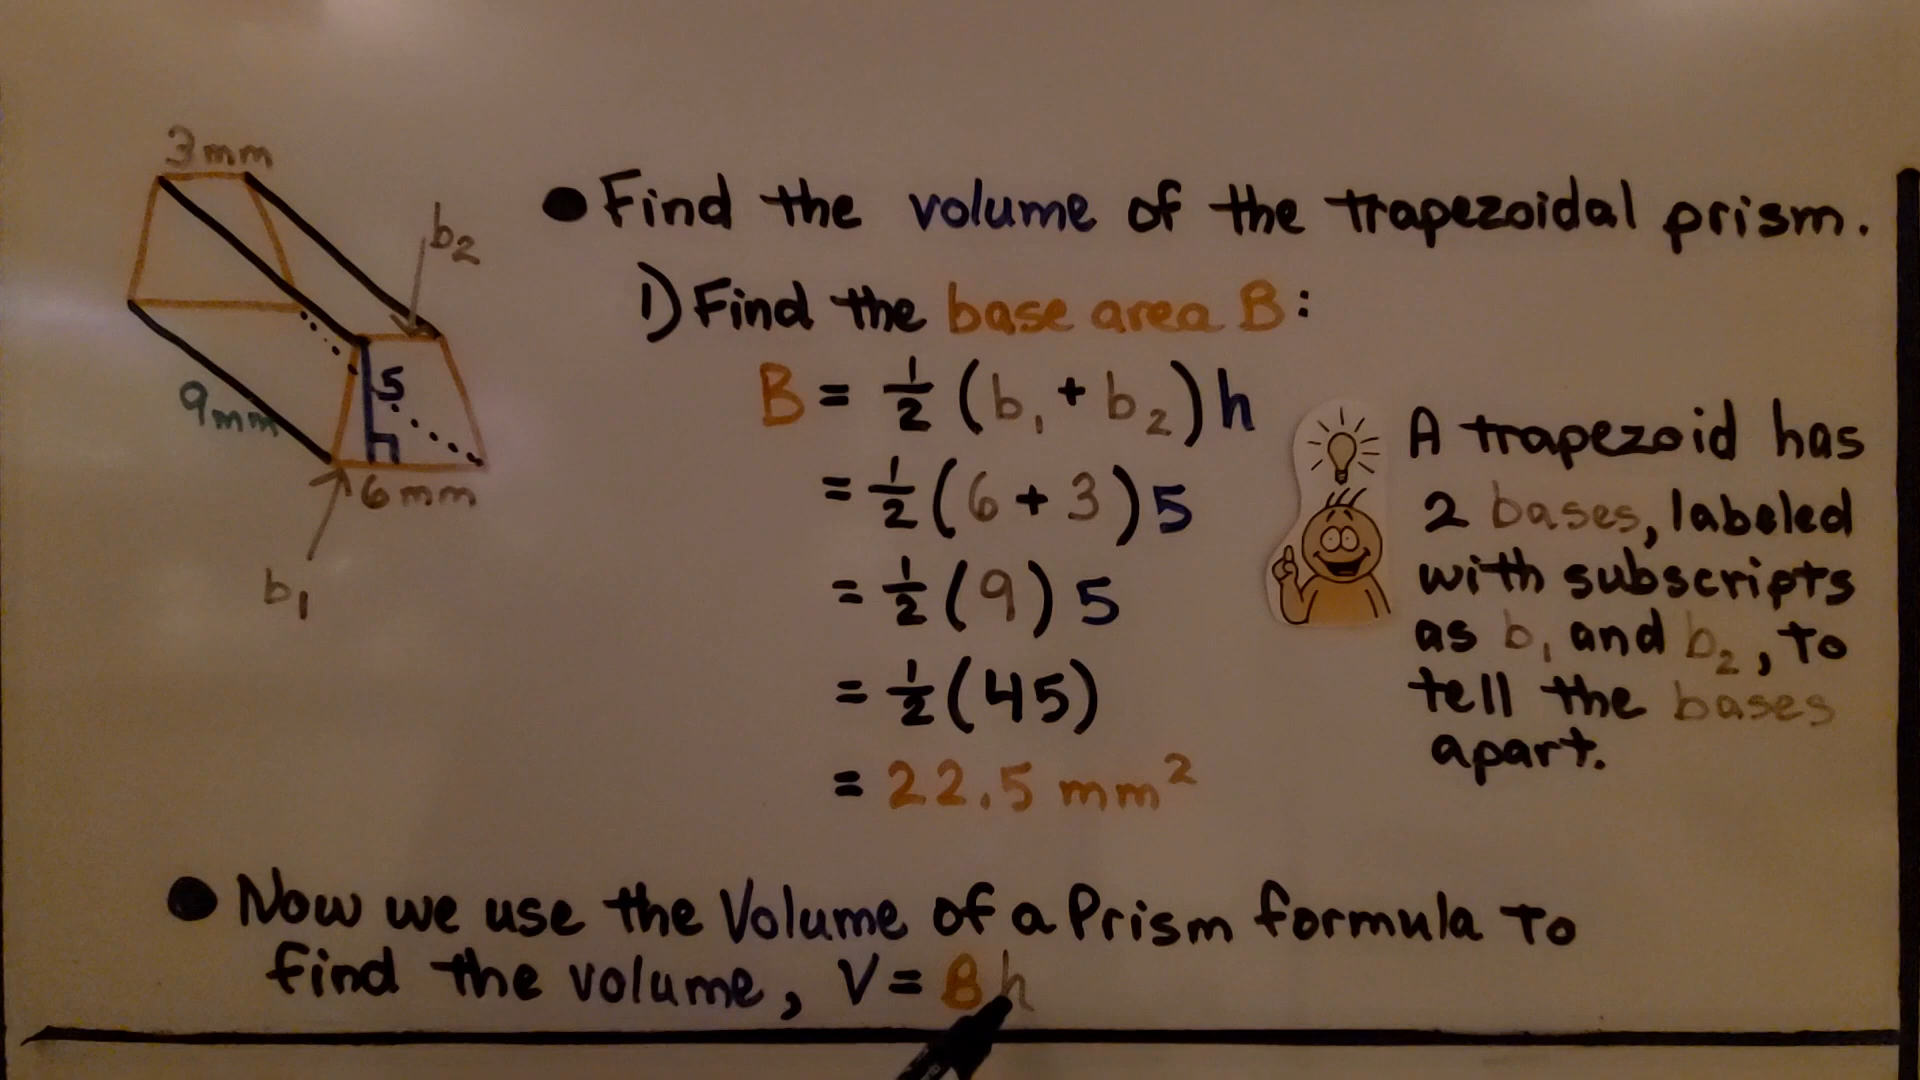 3mm
b2
5
9mm
6mm
b1
• Find the volume of the trapezoidal prism.
1) Find the base area B:
B = 1/2 (b1 + b2) h
= 1/2 (6 + 3) 5
= 1/2 (9) 5
= 1/2 (45)
= 22.5 mm²
A trapezoid has
2 bases, labeled
with subscripts
as b1 and b2, to
tell the bases
apart.
• Now we use the Volume of a Prism formula to
find the volume, V = Bh